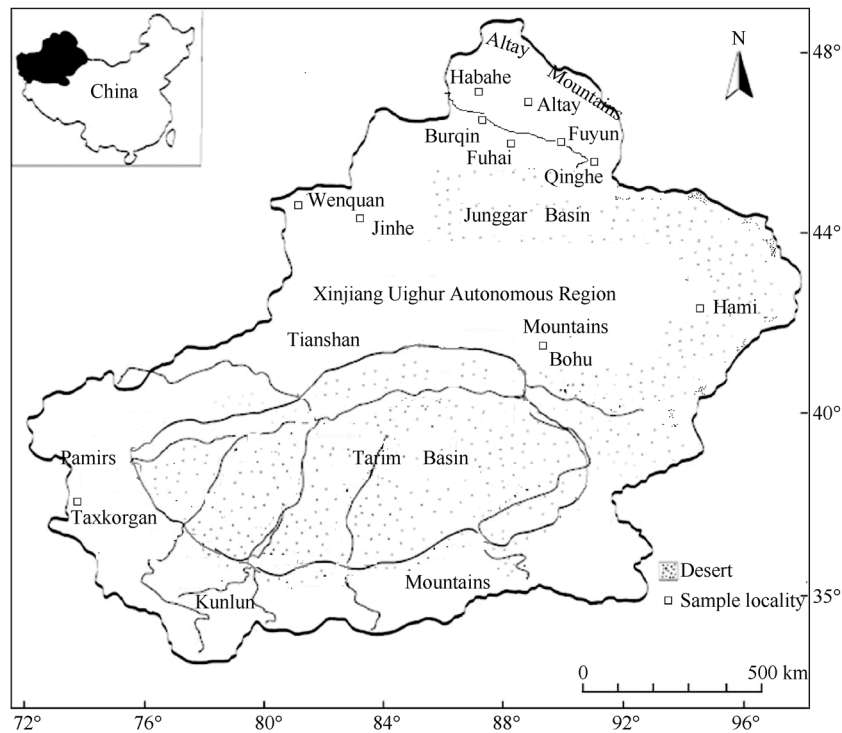 China
N
Altay
Mountains
Habahe
Altay
Burqin
Fuyun
Fuhai
Qinghe
Wenquan
Jinhe
Junggar Basin
Xinjiang Uighur Autonomous Region
Hami
Mountains
Tianshan
Bohu
Pamirs
Tarim Basin
Taxkorgan
Mountains
Kunlun
Desert
Sample locality
0 500 km
48°
44°
40°
35°
72° 76° 80° 84° 88° 92° 96°